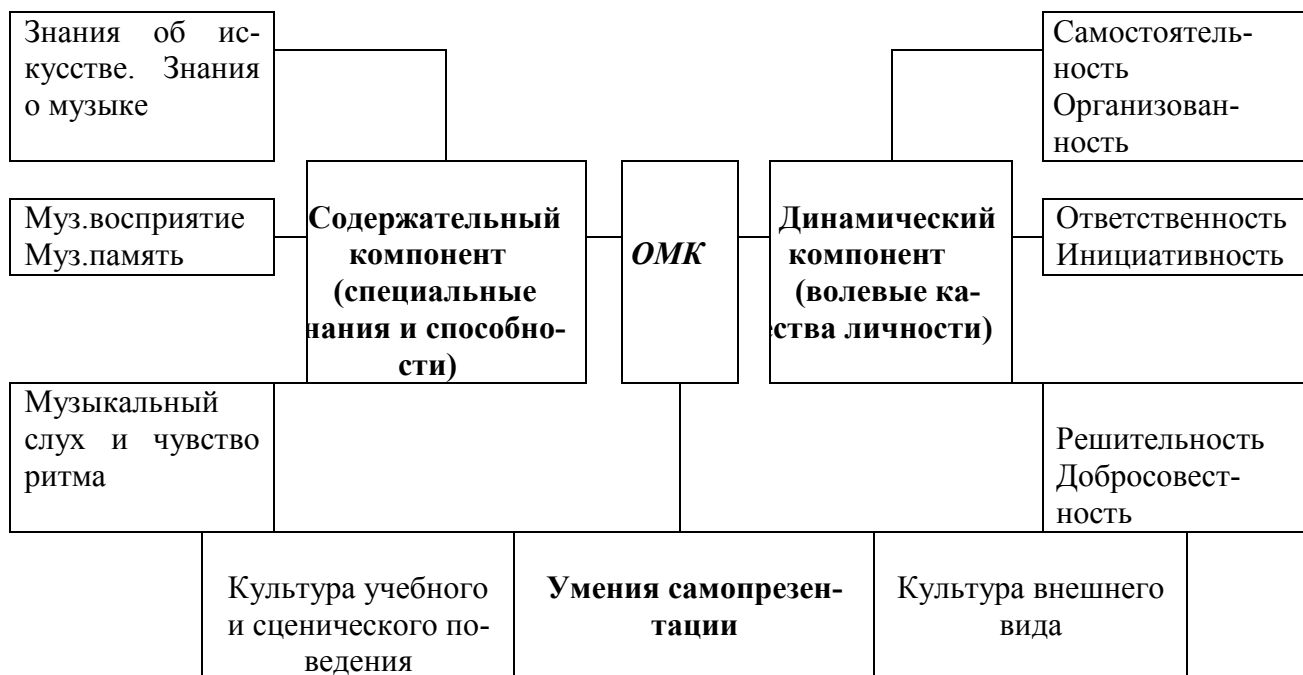 Знания об ис-
кусстве. Знания
о музыке
Самостоятель-
ность
Организован-
ность
Муз.восприятие
Муз.память
Содержательный
компонент
(специальные
нания и способно-
сти)
ОМК
Динамический
компонент
(волевые ка-
ества личности)
Ответственность
Инициативность
Музыкальный
слух и чувство
ритма
Решительность
Добросовест-
ность
Культура учебного
и сценического по-
ведения
Умения самопрезен-
тации
Культура внешнего
вида